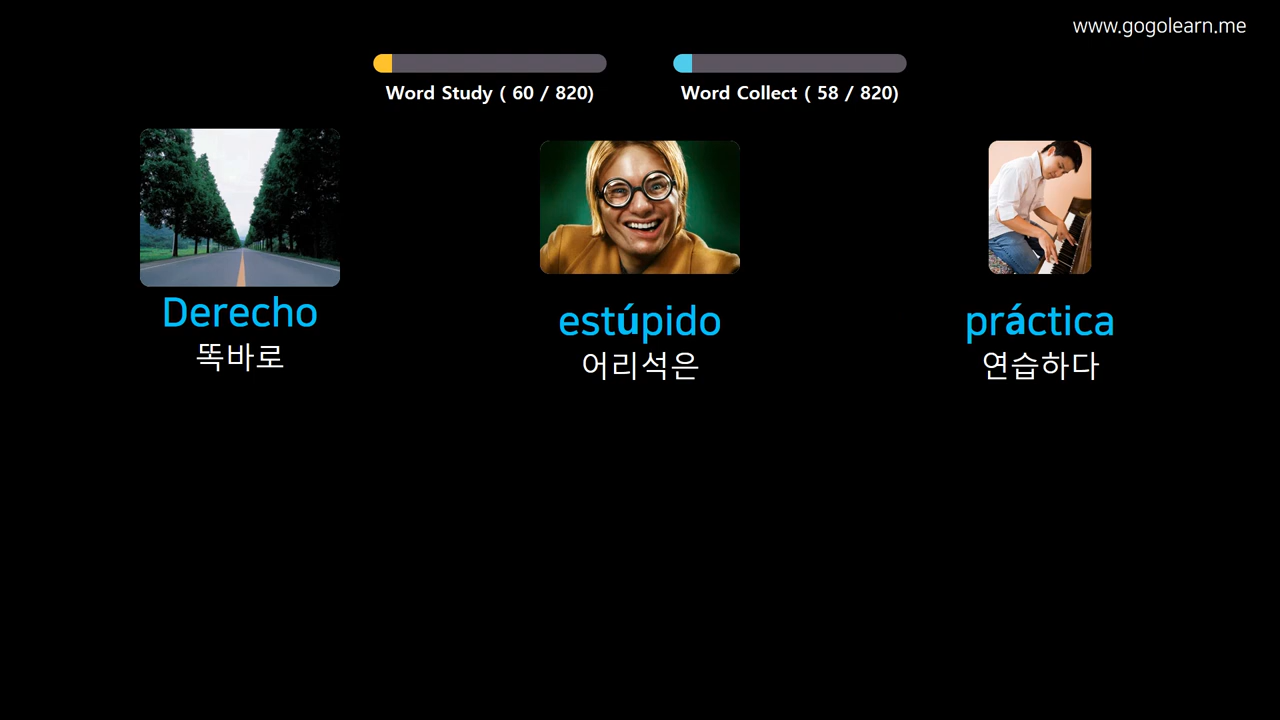 www.gogolearn.me
Word Study ( 60 / 820)
Word Collect ( 58 / 820)
Derecho
똑바로
estúpido
어리석은
práctica
연습하다